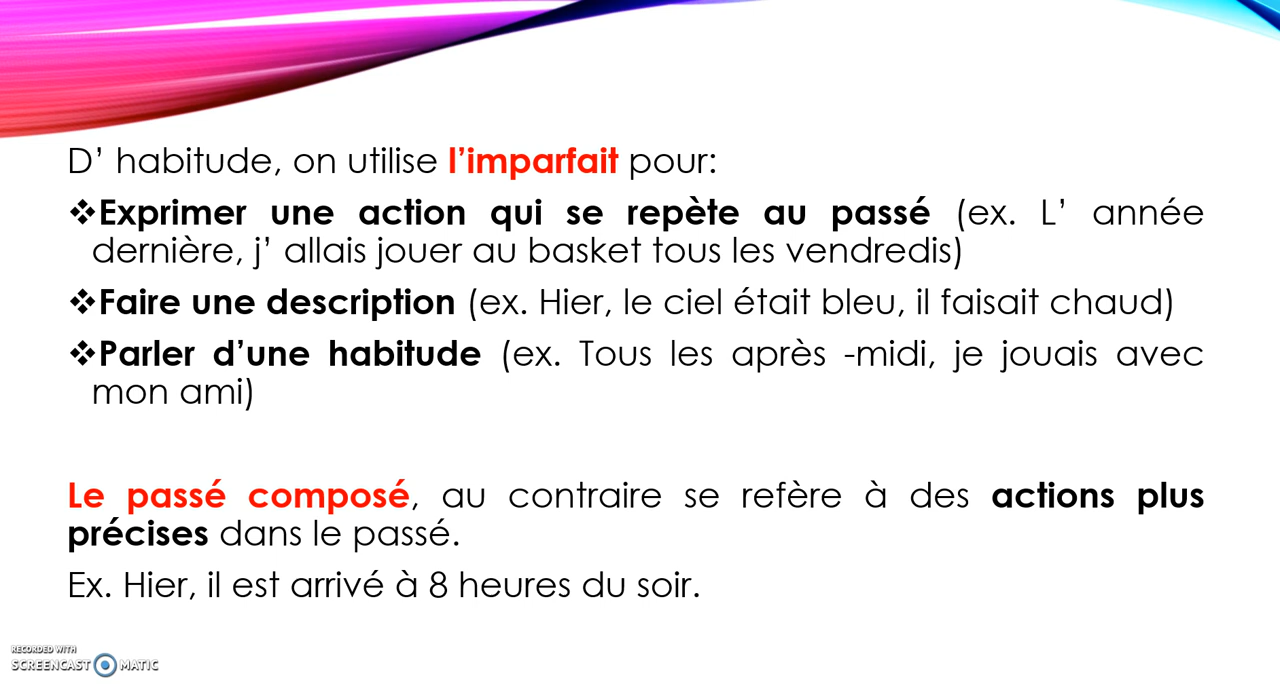 D’ habitude, on utilise l’imparfait pour:
❖Exprimer une action qui se repète au passé (ex. L’ année
dernière, j’ allais jouer au basket tous les vendredis)
❖Faire une description (ex. Hier, le ciel était bleu, il faisait chaud)
❖Parler d’une habitude (ex. Tous les après -midi, je jouais avec
mon ami)
Le passé composé, au contraire se refère à des actions plus
précises dans le passé.
Ex. Hier, il est arrivé à 8 heures du soir.
RECORDED WITH
SCREENCAST MATIC